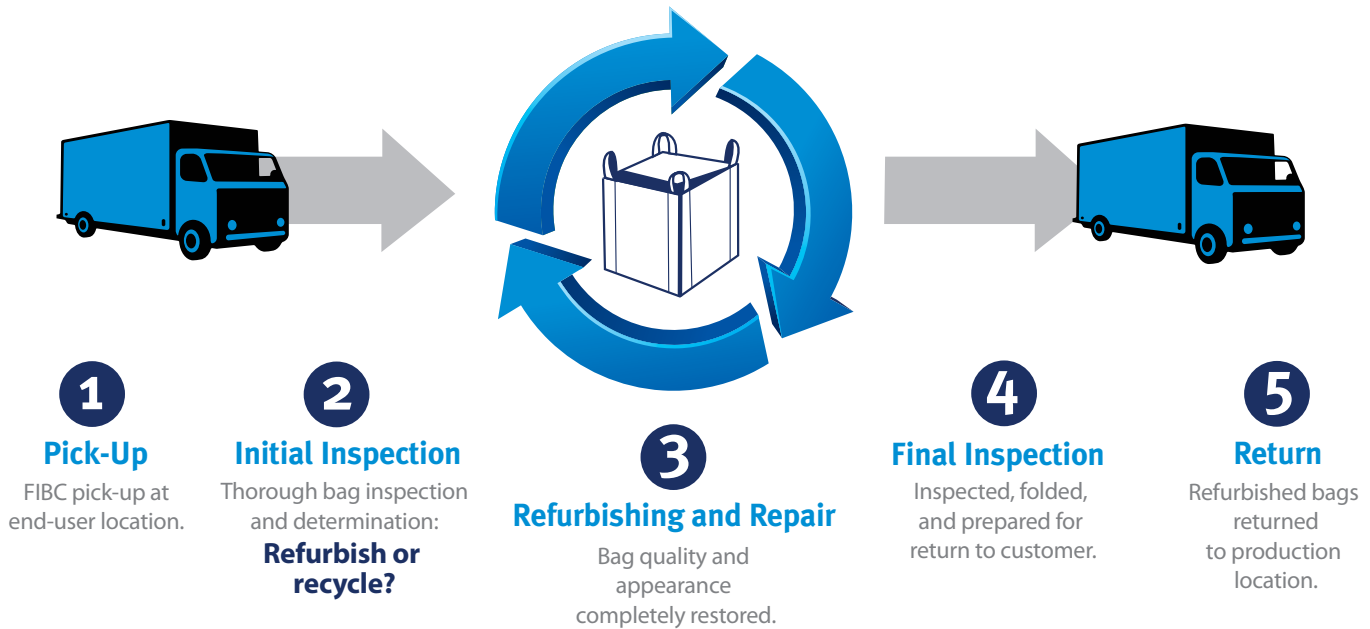 1
Pick-Up
FIBC pick-up at
end-user location.
2
Initial Inspection
Thorough bag inspection
and determination:
Refurbish or
recycle?
3
Refurbishing and Repair
Bag quality and
appearance
completely restored.
4
Final Inspection
Inspected, folded,
and prepared for
return to customer.
5
Return
Refurbished bags
returned
to production
location.